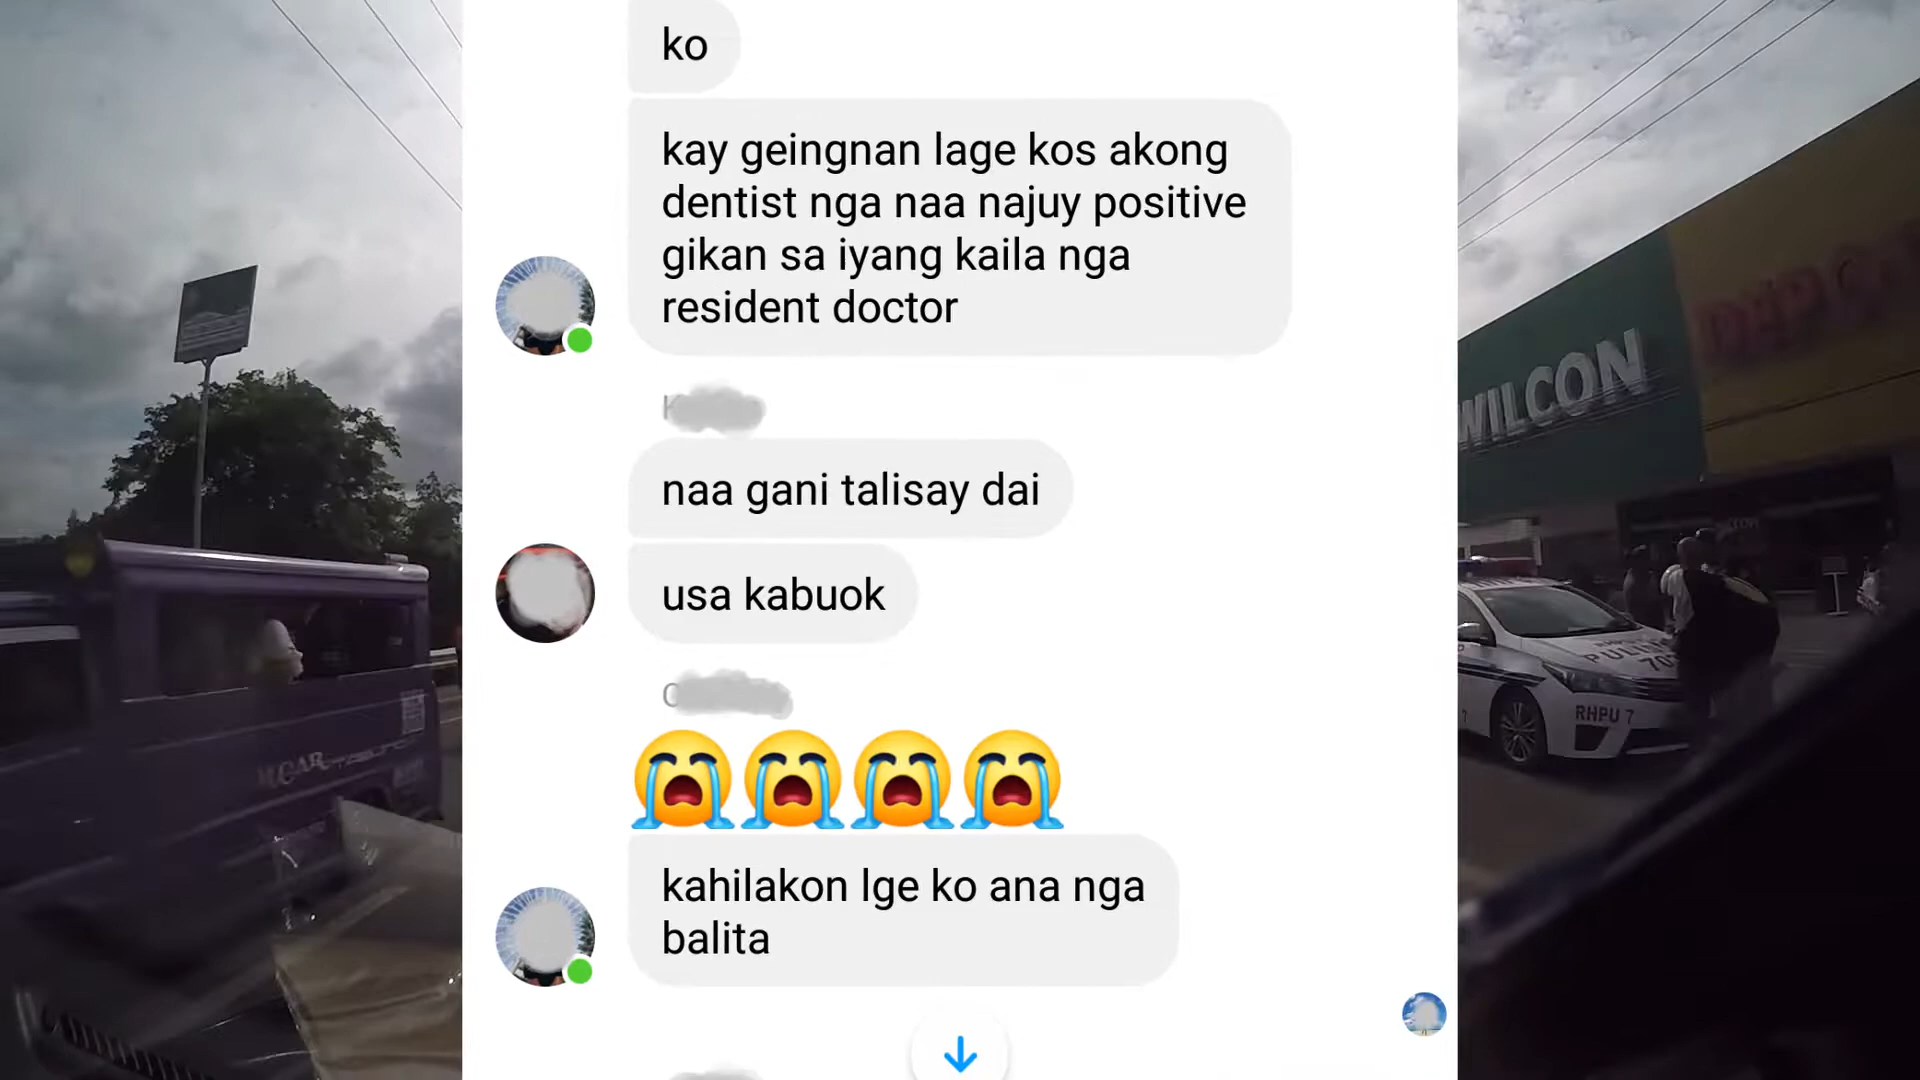 ko
kay geingnan lage kos akong
dentist nga naa najuy positive
gikan sa iyang kaila nga
resident doctor
naa gani talisay dai
usa kabuok
😭😭😭😭
kahilakon lge ko ana nga
balita
WILCON
DEPOT
RHPU 7